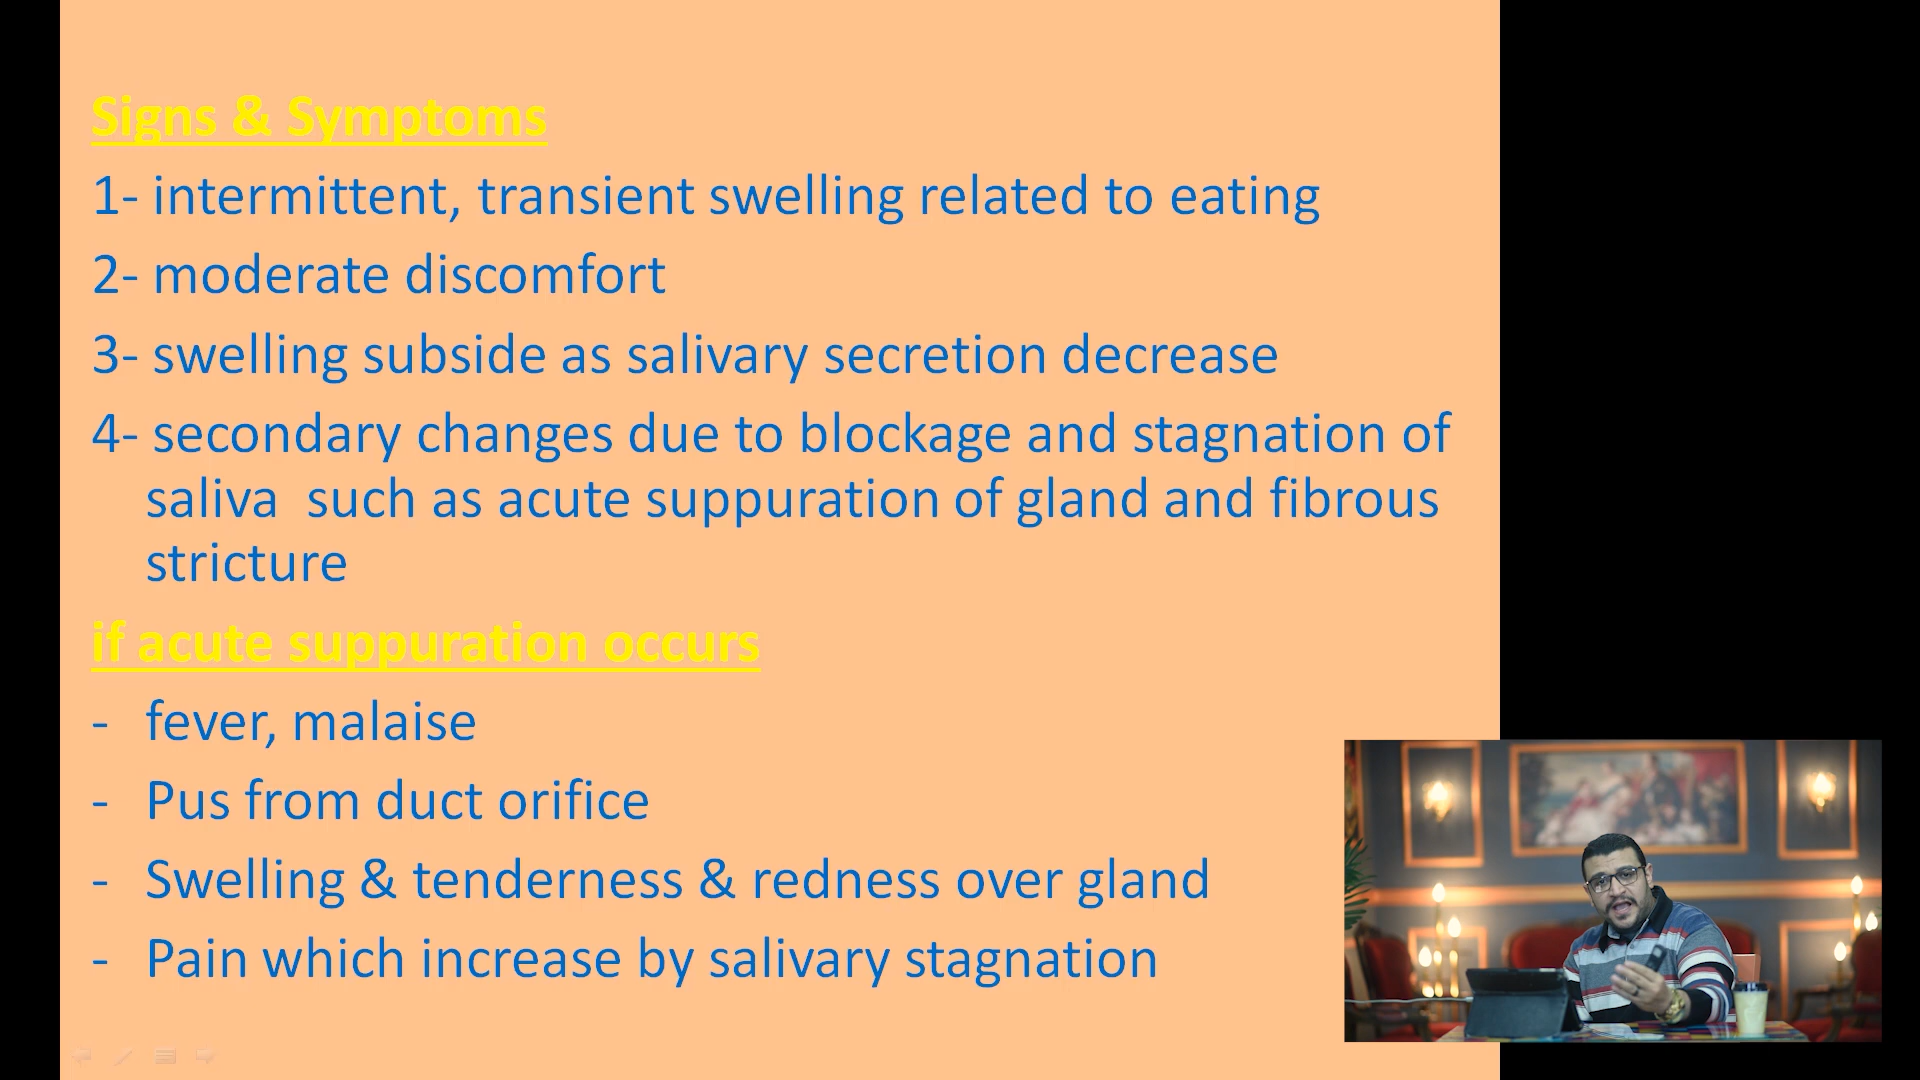 Signs & Symptoms
1- intermittent, transient swelling related to eating
2- moderate discomfort
3- swelling subside as salivary secretion decrease
4- secondary changes due to blockage and stagnation of
saliva  such as acute suppuration of gland and fibrous
stricture
if acute suppuration occurs
- fever, malaise
- Pus from duct orifice
- Swelling & tenderness & redness over gland
- Pain which increase by salivary stagnation